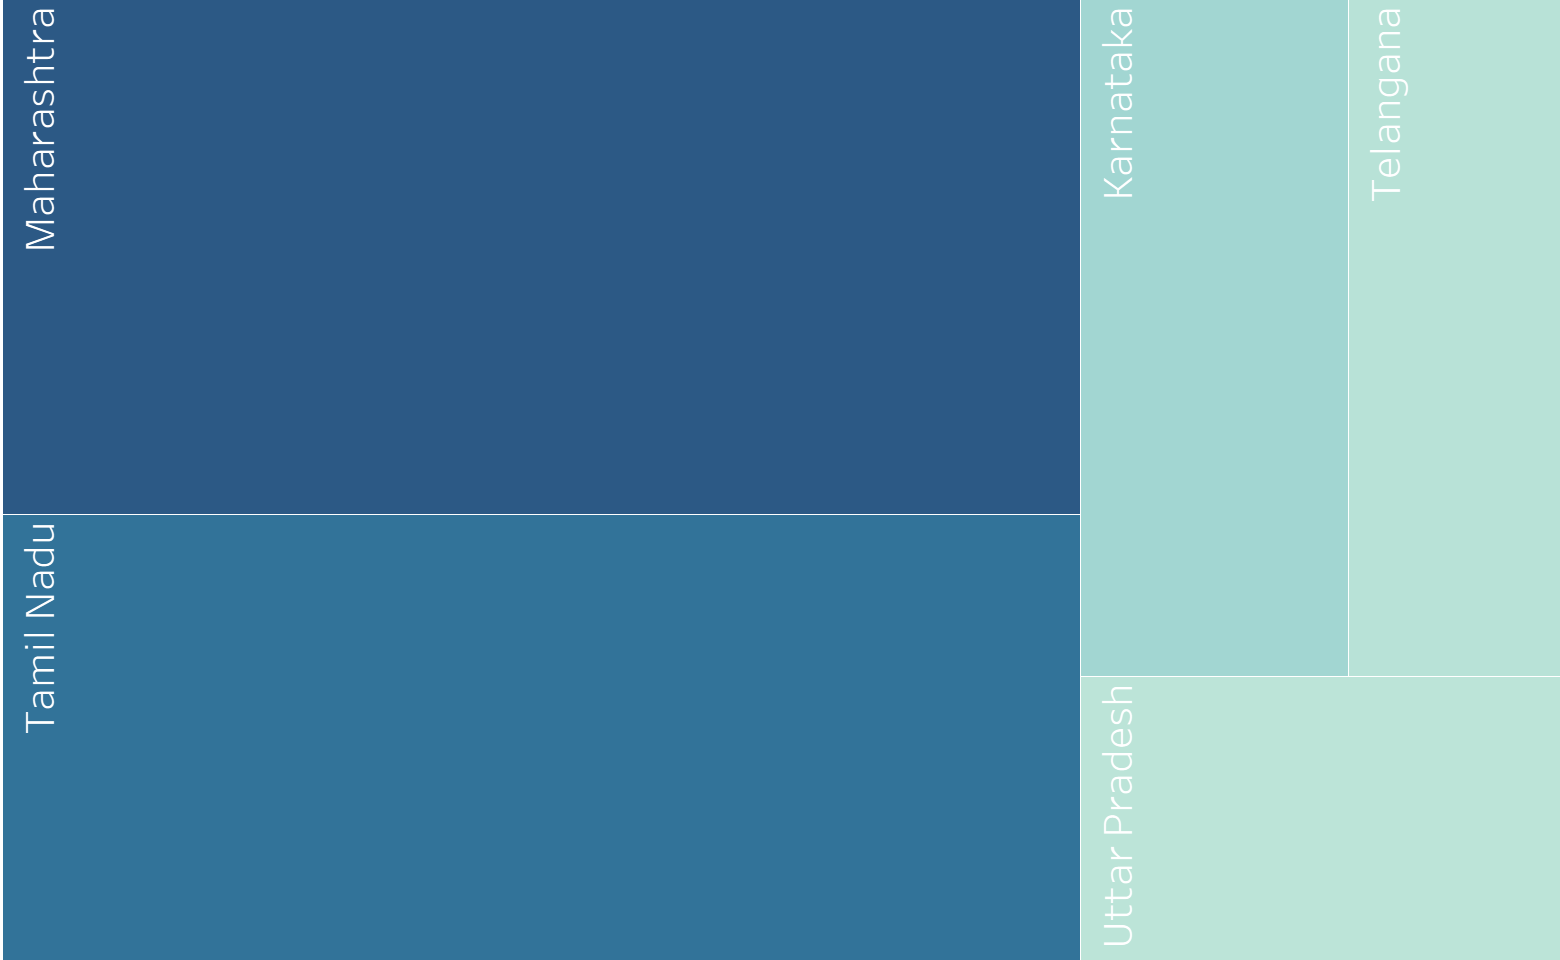 Maharashtra
Tamil Nadu
Karnataka
Telangana
Uttar Pradesh